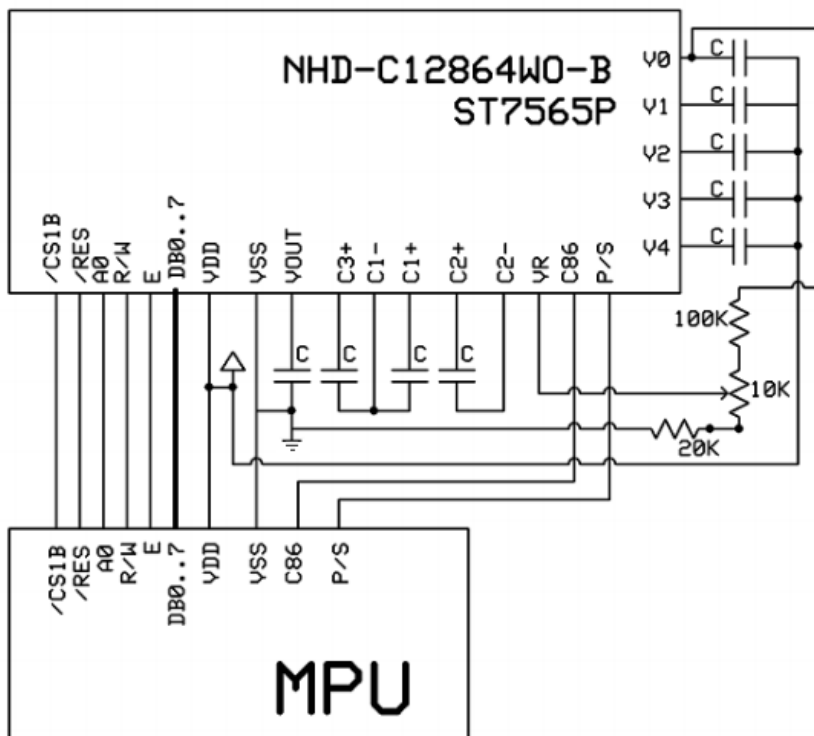 NHD-C12864WO-B
ST7565P
V0
V1
V2
V3
V4
C
C
C
C
C
/CS1B
/RES
A0
R/W
E
DB0..7
VDD
VSS
VOUT
C3+
C1-
C1+
C2+
C2-
VR
C86
P/S
C
C
C
C
100K
10K
20K
/CS1B
/RES
A0
R/W
E
DB0..7
VDD
VSS
C86
P/S
MPU